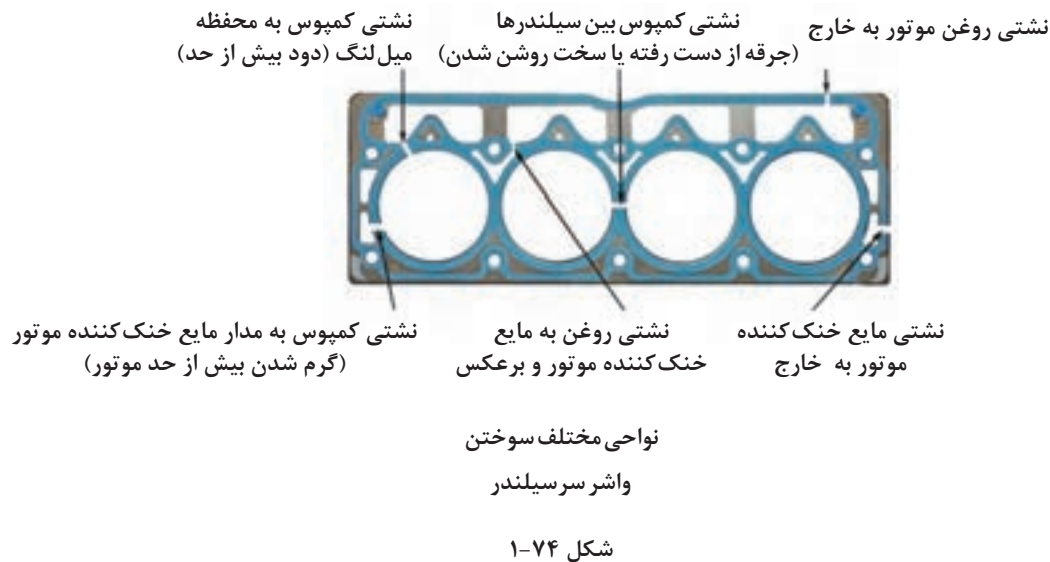 نشتی روغن موتور به خارج
نشتی کمپوس بین سیلندرها
(جرقه از دست رفته یا سخت روشن شدن)
نشتی کمپوس به محفظه
میل‌لنگ (دود بیش از حد)
نشتی مایع خنک‌کننده
موتور به خارج
نشتی روغن به مایع
خنک‌کننده موتور و برعکس
نشتی کمپوس به مدار مایع خنک‌کننده موتور
(گرم شدن بیش از حد موتور)
نواحی مختلف سوختن
واشر سرسیلندر
شکل ۷۴-۱